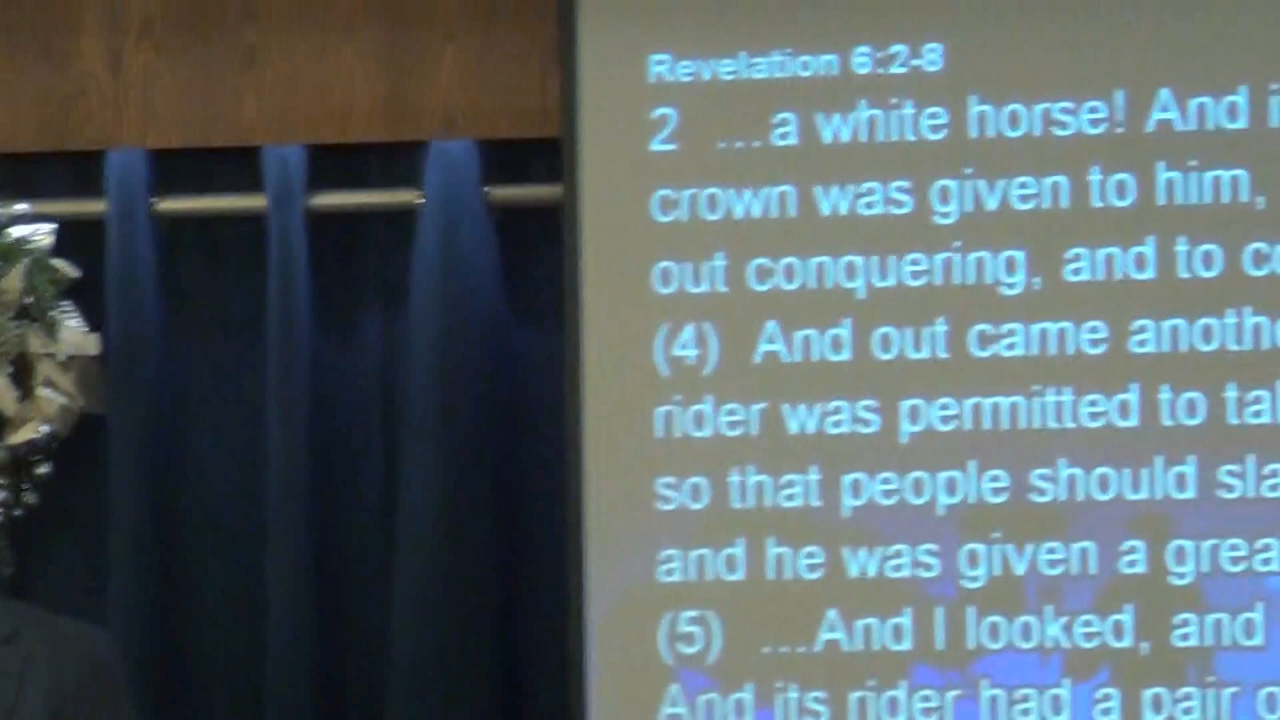 Revelation 6:2-8
2 ...a white horse! And
crown was given to him,
out conquering, and to
(4) And out came
rider was permitted to
so that people should
and he was given a
(5) ...And I looked, and
And its rider had a pair